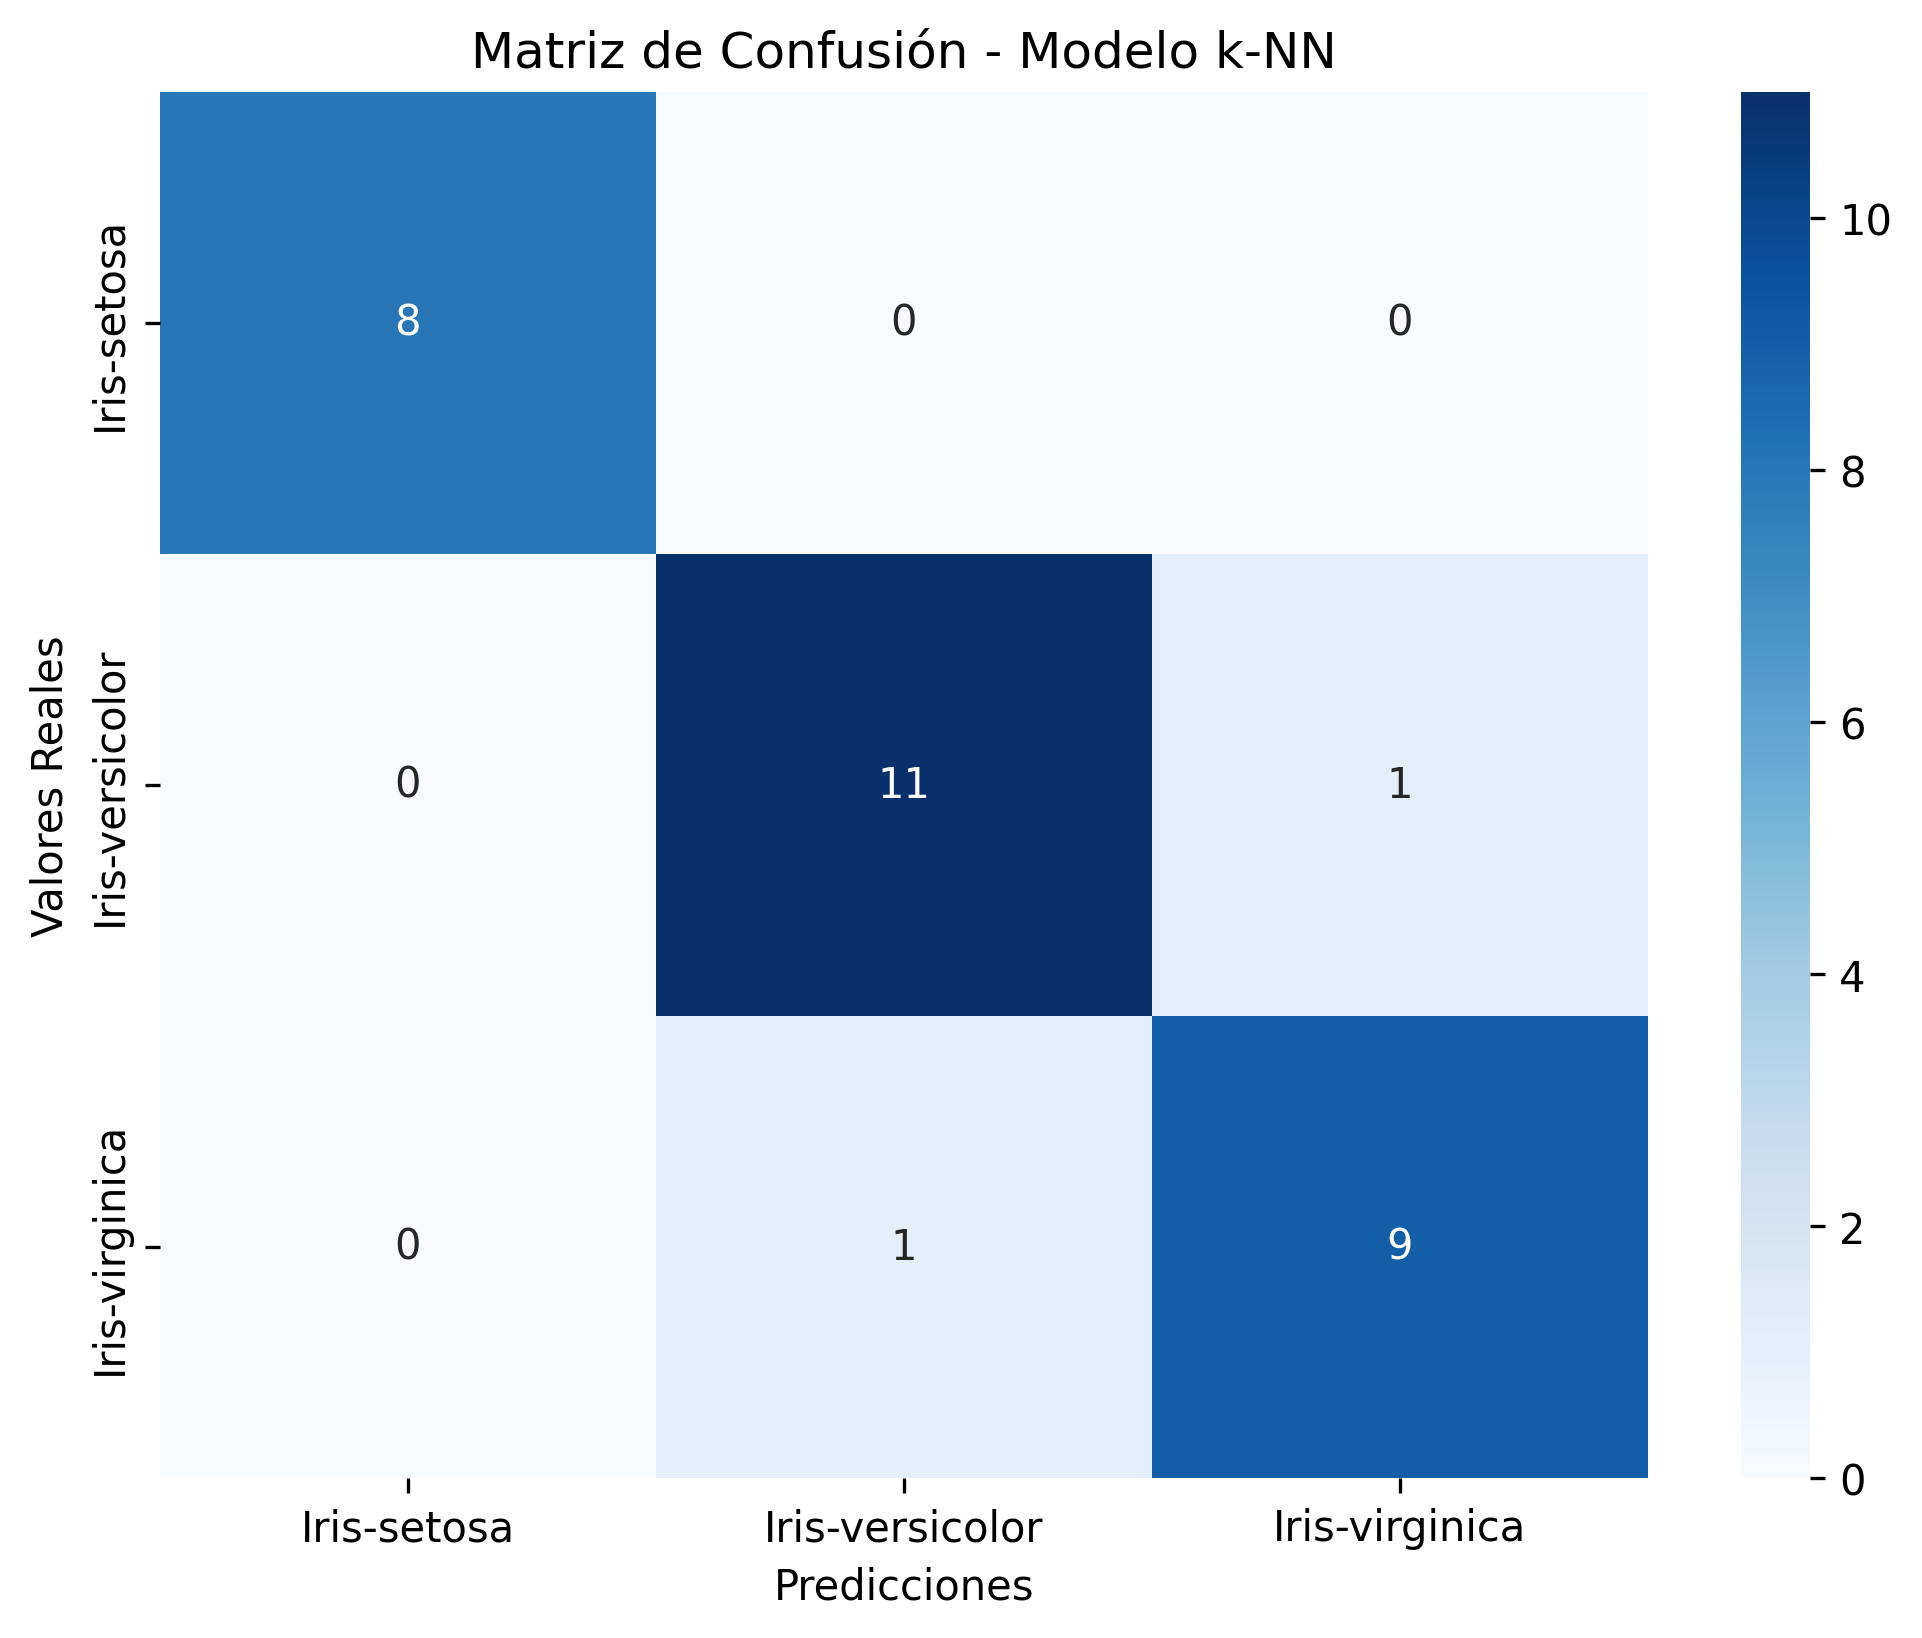 Matriz de Confusión - Modelo k-NN
Valores Reales
Iris-setosa
8
0
0
Iris-versicolor
0
11
1
Iris-virginica
0
1
9
Iris-setosa
Iris-versicolor
Iris-virginica
Predicciones
10
8
6
4
2
0